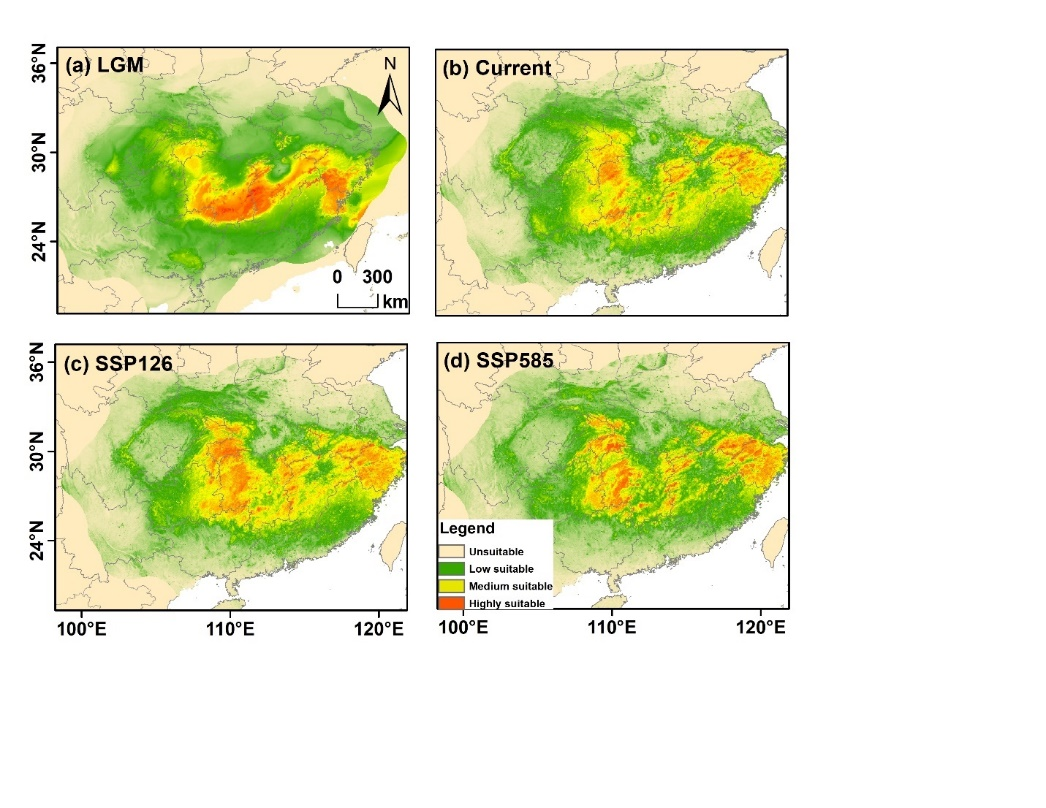 (a) LGM
N
36°N
30°N
24°N
0 300
km
(b) Current
(c) SSP126
36°N
30°N
24°N
100°E 110°E 120°E
(d) SSP585
Legend
Unsuitable
Low suitable
Medium suitable
Highly suitable
100°E 110°E 120°E